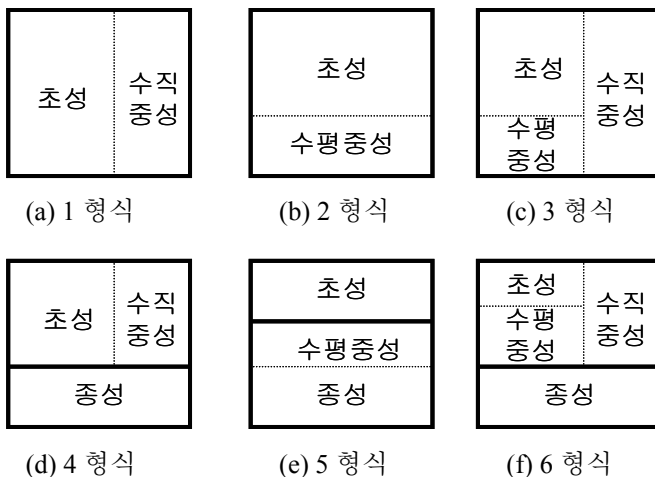 초성
수직
중성
(a) 1 형식
초성
수평중성
(b) 2 형식
초성
수평
중성
수직
중성
(c) 3 형식
초성
수직
중성
종성
(d) 4 형식
초성
수평중성
종성
(e) 5 형식
초성
수평
중성
수직
중성
종성
(f) 6 형식